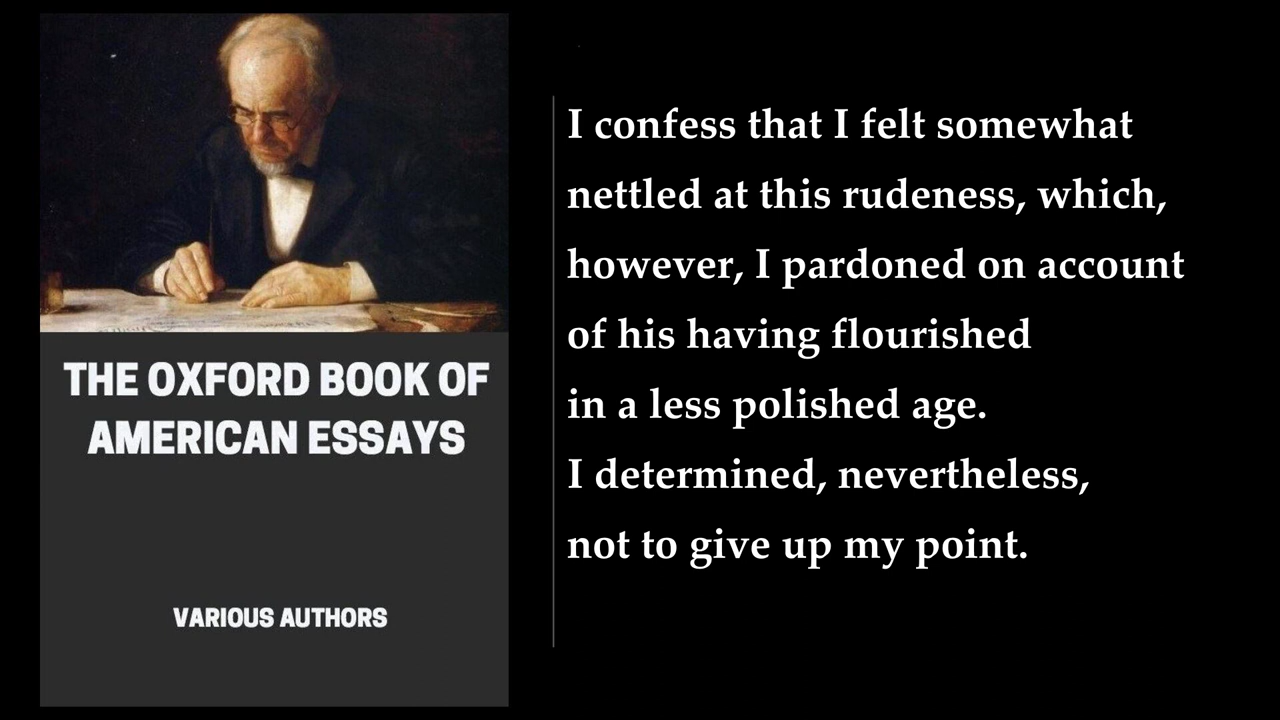 THE OXFORD BOOK OF
AMERICAN ESSAYS
VARIOUS AUTHORS
I confess that I felt somewhat
nettled at this rudeness, which,
however, I pardoned on account
of his having flourished
in a less polished age.
I determined, nevertheless,
not to give up my point.